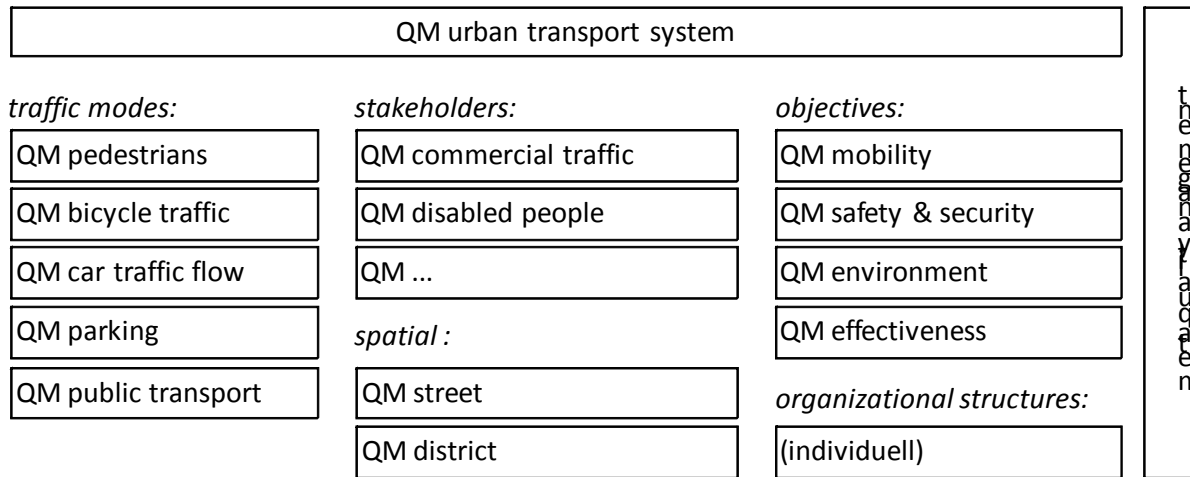 QM urban transport system
traffic modes:
QM pedestrians
QM bicycle traffic
QM car traffic flow
QM parking
QM public transport
stakeholders:
QM commercial traffic
QM disabled people
QM ...
spatial :
QM street
QM district
objectives:
QM mobility
QM safety & security
QM environment
QM effectiveness
organizational structures:
(individuell)